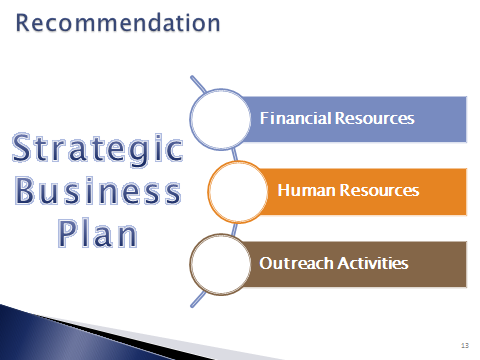 Recommendation
Strategic
Business
Plan
Financial Resources
Human Resources
Outreach Activities
13